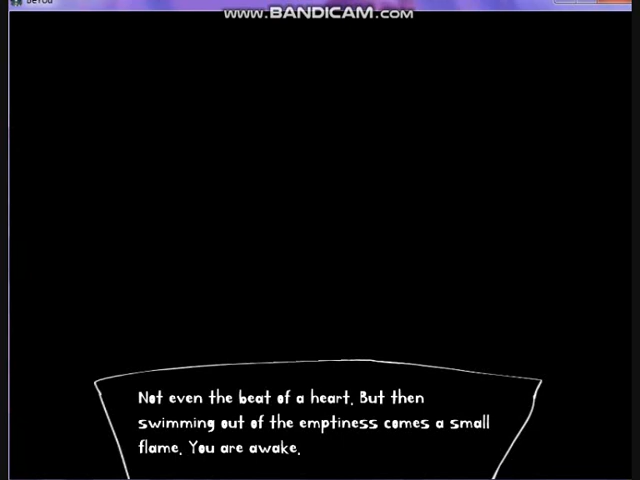 BeYou
www.BANDICAM.com
Not even the beat of a heart. But then
swimming out of the emptiness comes a small
flame. You are awake.